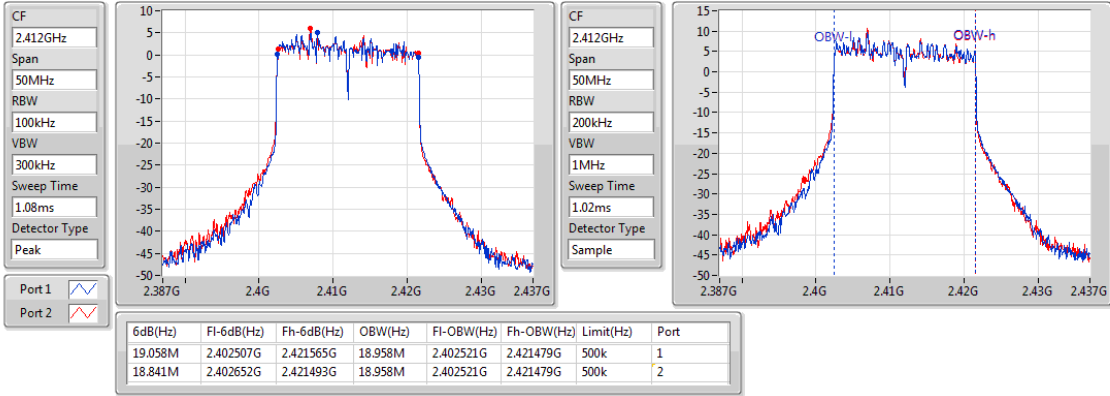 CF
2.412GHz
Span
50MHz
RBW
100kHz
VBW
300kHz
Sweep Time
1.08ms
Detector Type
Peak
Port 1
Port 2
10
5
0
-5
-10
-15
-20
-25
-30
-35
-40
-45
-50
2.387G 2.4G 2.41G 2.42G 2.437G
CF
2.412GHz
Span
50MHz
RBW
200kHz
VBW
1MHz
Sweep Time
1.02ms
Detector Type
Sample
15
10
5
0
-5
-10
-15
-20
-25
-30
-35
-40
-45
-50
OBW-l OBW-h
2.387G 2.4G 2.41G 2.42G 2.43G 2.437G
6dB(Hz) Fl-6dB(Hz) Fh-6dB(Hz) OBW(Hz) Fl-OBW(Hz) Fh-OBW(Hz) Limit(Hz) Port
19.058M 2.402507G 2.421565G 18.958M 2.402521G 2.421479G 500k 1
18.841M 2.402652G 2.421493G 18.958M 2.402521G 2.421479G 500k 2